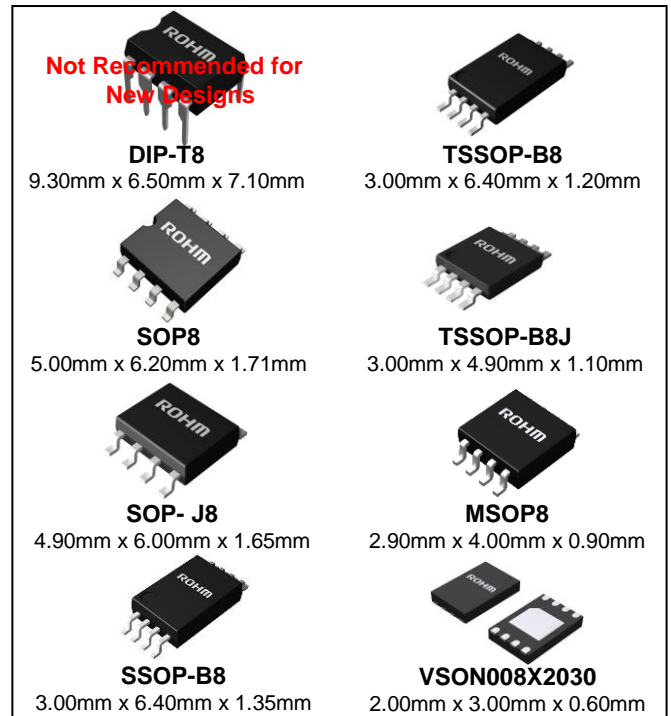 ROHM
Not Recommended for
New Designs
DIP-T8
9.30mm x 6.50mm x 7.10mm
ROHM
TSSOP-B8
3.00mm x 6.40mm x 1.20mm
ROHM
SOP8
5.00mm x 6.20mm x 1.71mm
ROHM
TSSOP-B8J
3.00mm x 4.90mm x 1.10mm
ROHM
SOP- J8
4.90mm x 6.00mm x 1.65mm
ROHM
MSOP8
2.90mm x 4.00mm x 0.90mm
ROHM
SSOP-B8
3.00mm x 6.40mm x 1.35mm
ROHM
VSON008X2030
2.00mm x 3.00mm x 0.60mm